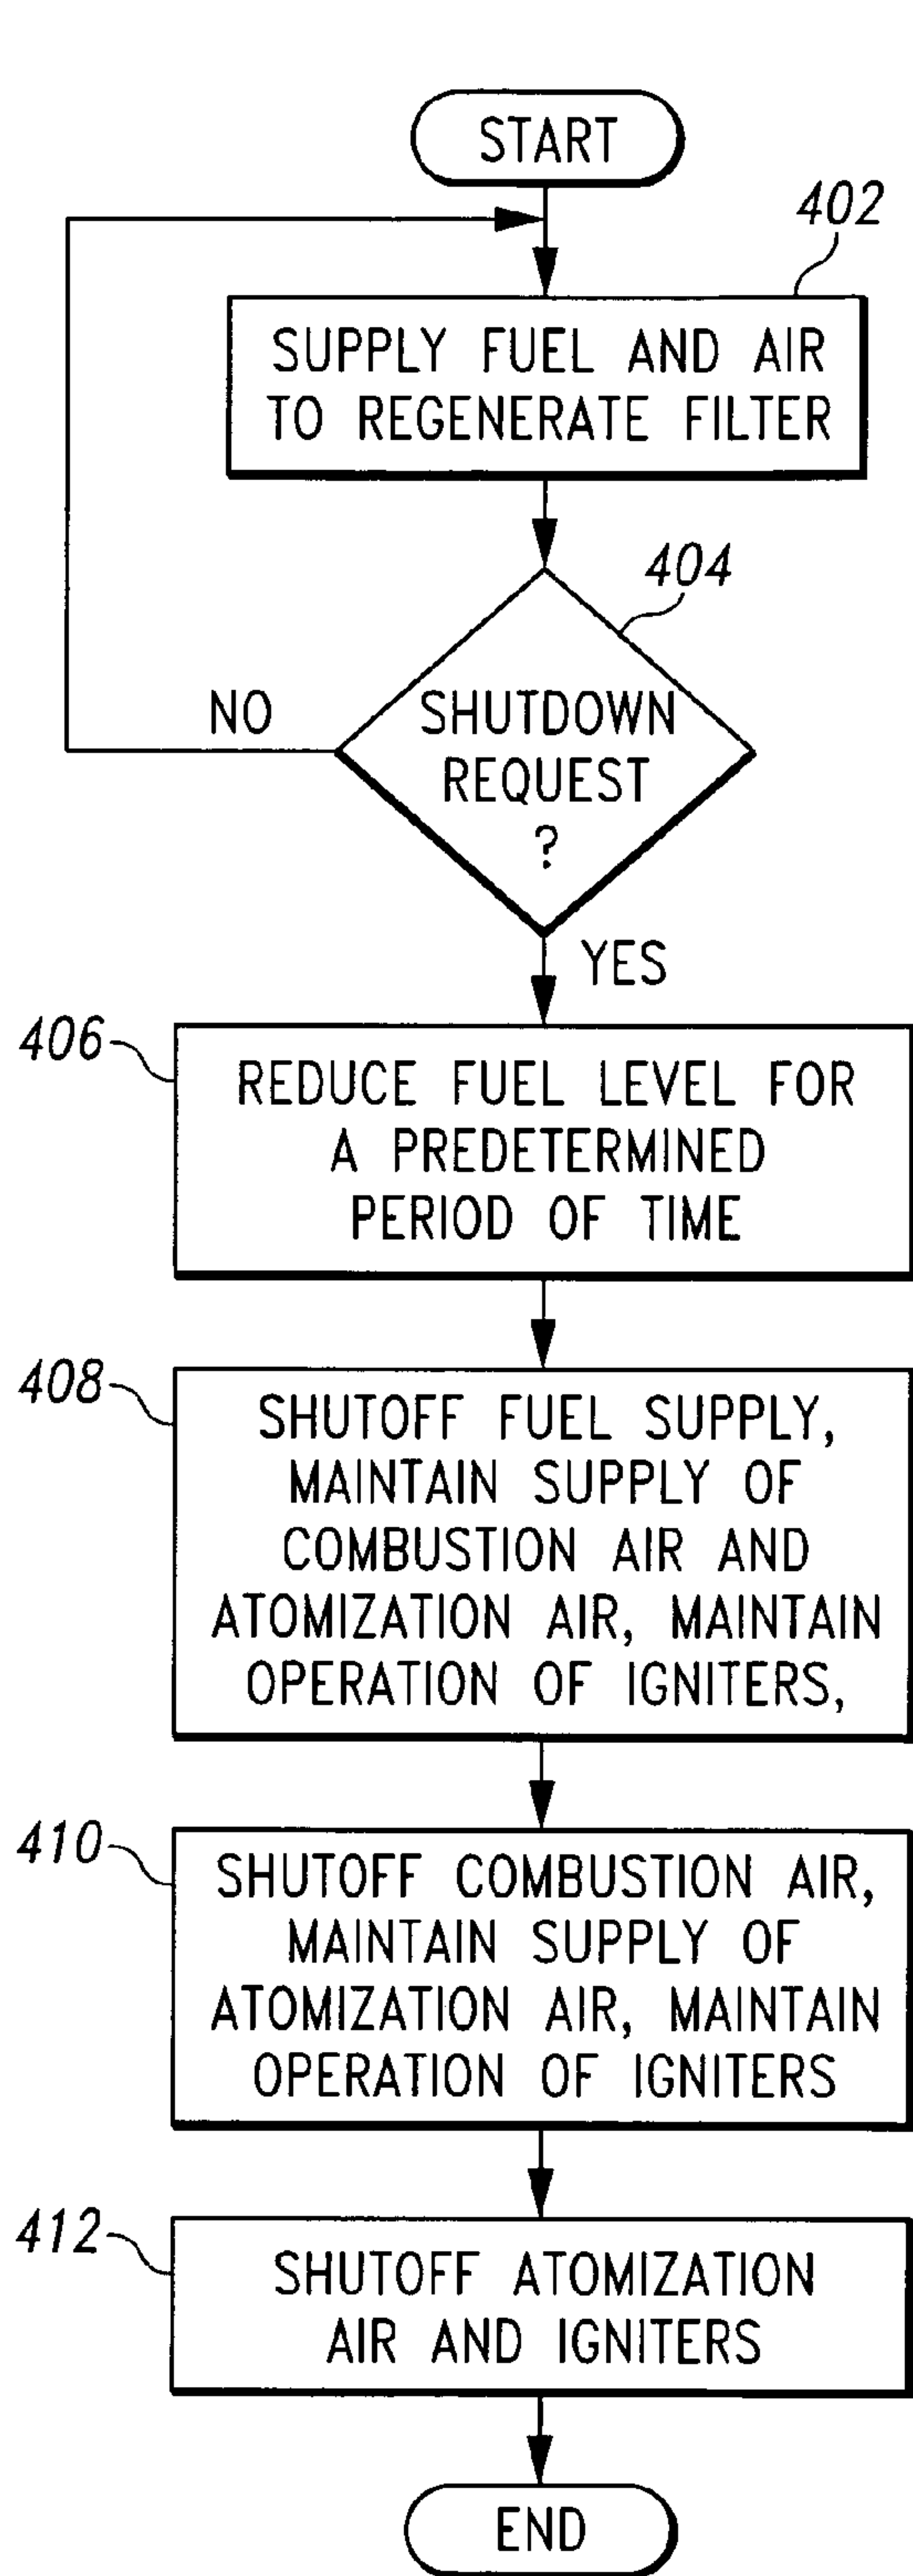 START
402
SUPPLY FUEL AND AIR
TO REGENERATE FILTER
404
NO
SHUTDOWN
REQUEST
?
YES
406
REDUCE FUEL LEVEL FOR
A PREDETERMINED
PERIOD OF TIME
408
SHUTOFF FUEL SUPPLY,
MAINTAIN SUPPLY OF
COMBUSTION AIR AND
ATOMIZATION AIR, MAINTAIN
OPERATION OF IGNITERS,
410
SHUTOFF COMBUSTION AIR,
MAINTAIN SUPPLY OF
ATOMIZATION AIR, MAINTAIN
OPERATION OF IGNITERS
412
SHUTOFF ATOMIZATION
AIR AND IGNITERS
END